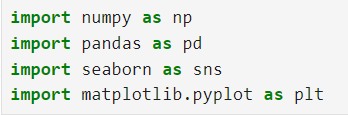 import numpy as np
import pandas as pd
import seaborn as sns
import matplotlib.pyplot as plt